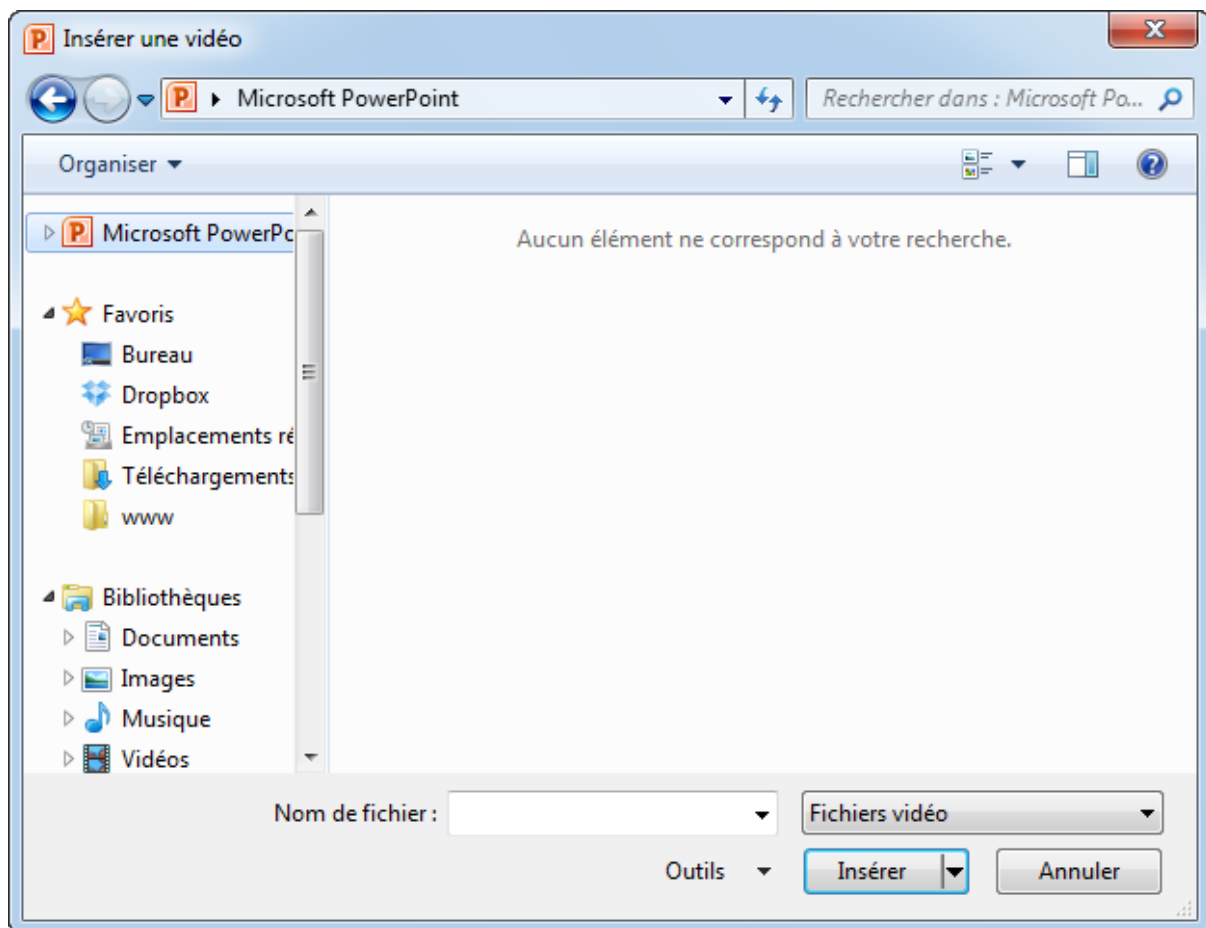 Insérer une vidéo
Microsoft PowerPoint
Rechercher dans : Microsoft Po...
Organiser
Microsoft PowerPc
Aucun élément ne correspond à votre recherche.
Favoris
Bureau
Dropbox
Emplacements ré
Téléchargements
www
Bibliothèques
Documents
Images
Musique
Vidéos
Nom de fichier :
Fichiers vidéo
Outils
Insérer
Annuler